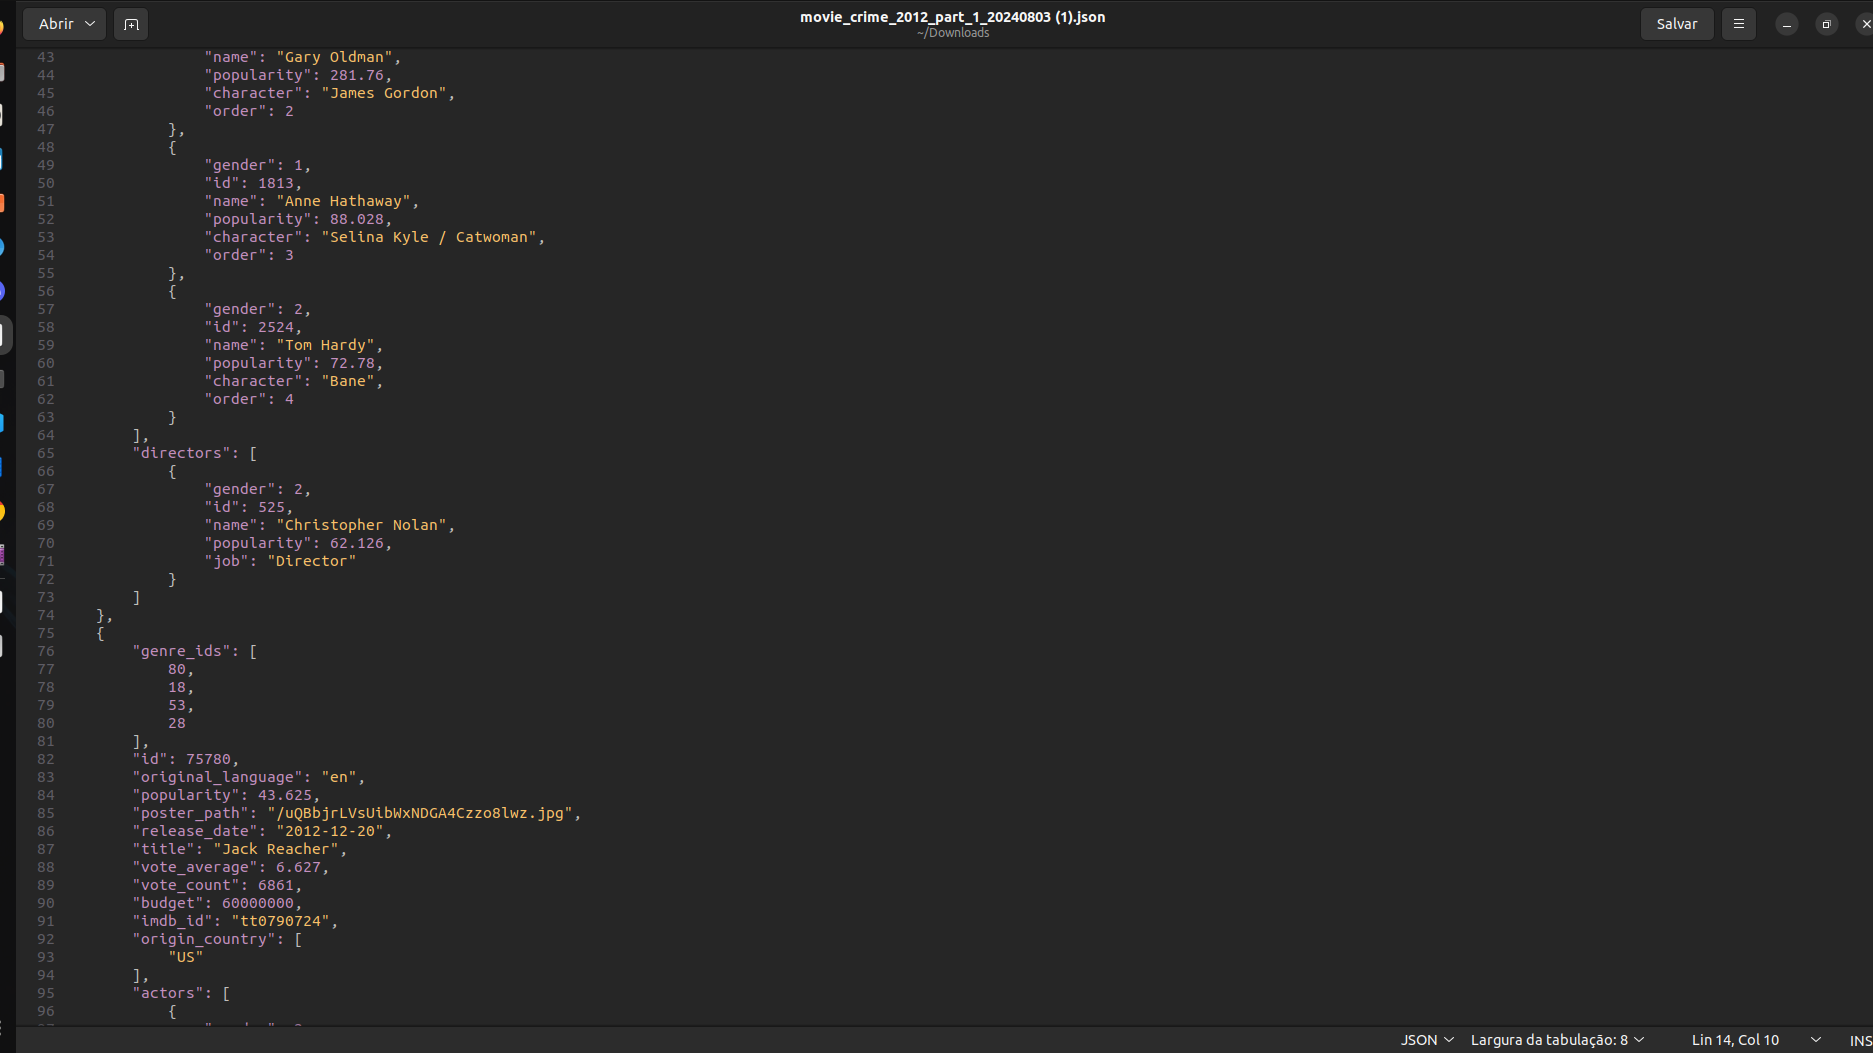 Abrir
movie_crime_2012_part_1_20240803 (1).json
~/Downloads
Salvar
43 "name": "Gary Oldman",
44 "popularity": 281.76,
45 "character": "James Gordon",
46 "order": 2
47 },
48 {
49 "gender": 1,
50 "id": 1813,
51 "name": "Anne Hathaway",
52 "popularity": 88.028,
53 "character": "Selina Kyle / Catwoman",
54 "order": 3
55 },
56 {
57 "gender": 2,
58 "id": 2524,
59 "name": "Tom Hardy",
60 "popularity": 72.78,
61 "character": "Bane",
62 "order": 4
63 }
64 ],
65 "directors": [
66 {
67 "gender": 2,
68 "id": 525,
69 "name": "Christopher Nolan",
70 "popularity": 62.126,
71 "job": "Director"
72 }
73 ]
74 },
75 {
76 "genre_ids": [
77 80,
78 18,
79 53,
80 28
81 ],
82 "id": 75780,
83 "original_language": "en",
84 "popularity": 43.625,
85 "poster_path": "/uQBbjrLVsUibWxNDGA4Czzo8lwz.jpg",
86 "release_date": "2012-12-20",
87 "title": "Jack Reacher",
88 "vote_average": 6.627,
89 "vote_count": 6861,
90 "budget": 60000000,
91 "imdb_id": "tt0790724",
92 "origin_country": [
93 "US"
94 ],
95 "actors": [
96 {
JSON Largura da tabulação: 8 Lin 14, Col 10 INS